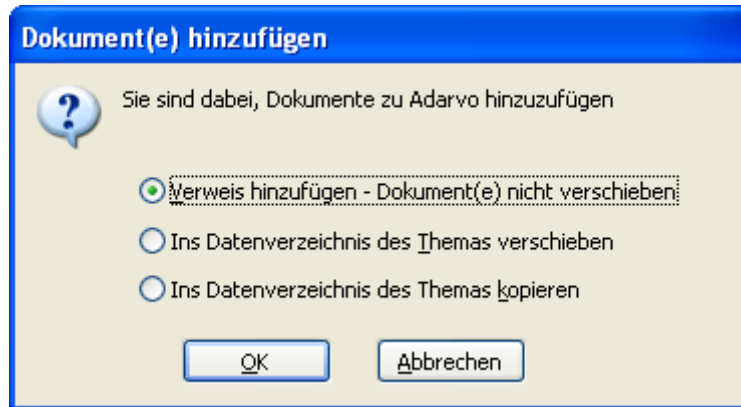 Dokument(e) hinzufügen
Sie sind dabei, Dokumente zu Adarvo hinzuzufügen
Verweis hinzufügen - Dokument(e) nicht verschieben
Ins Datenverzeichnis des Themas verschieben
Ins Datenverzeichnis des Themas kopieren
OK Abbrechen